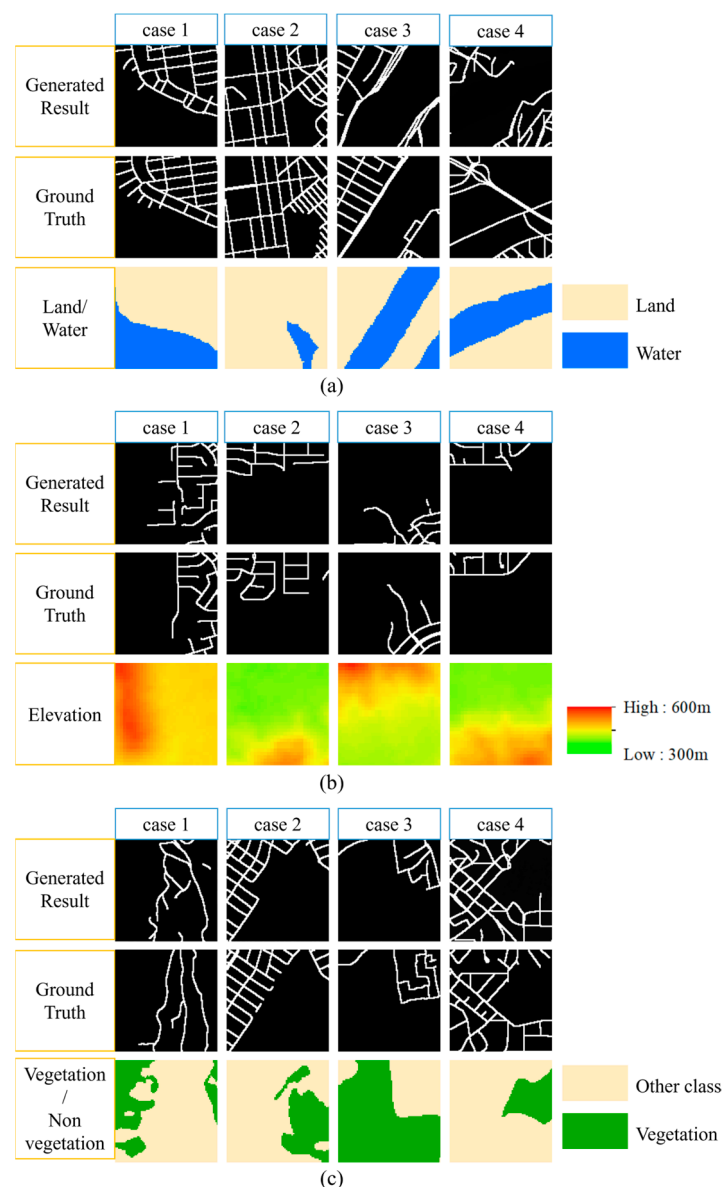 case 1 case 2 case 3 case 4
Generated
Result
Ground
Truth
Land/
Water
Land
Water
(a)
case 1 case 2 case 3 case 4
Generated
Result
Ground
Truth
Elevation
High : 600m
Low : 300m
(b)
case 1 case 2 case 3 case 4
Generated
Result
Ground
Truth
Vegetation
/
Non
vegetation
Other class
Vegetation
(c)